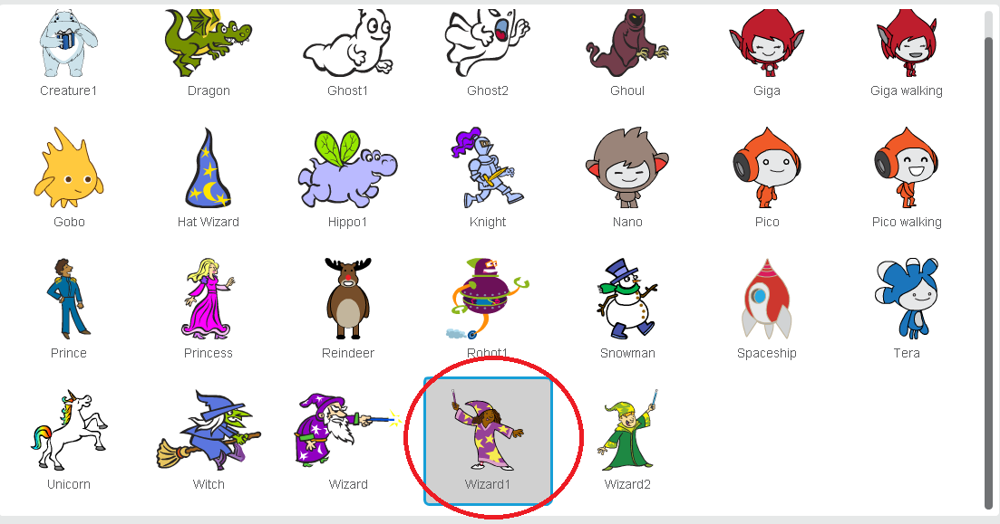 Creature1 Dragon Ghost1 Ghost2 Ghoul Giga Giga walking
Gobo Hat Wizard Hippo1 Knight Nano Pico Pico walking
Prince Princess Reindeer Robot1 Snowman Spaceship Tera
Unicorn Witch Wizard Wizard1 Wizard2